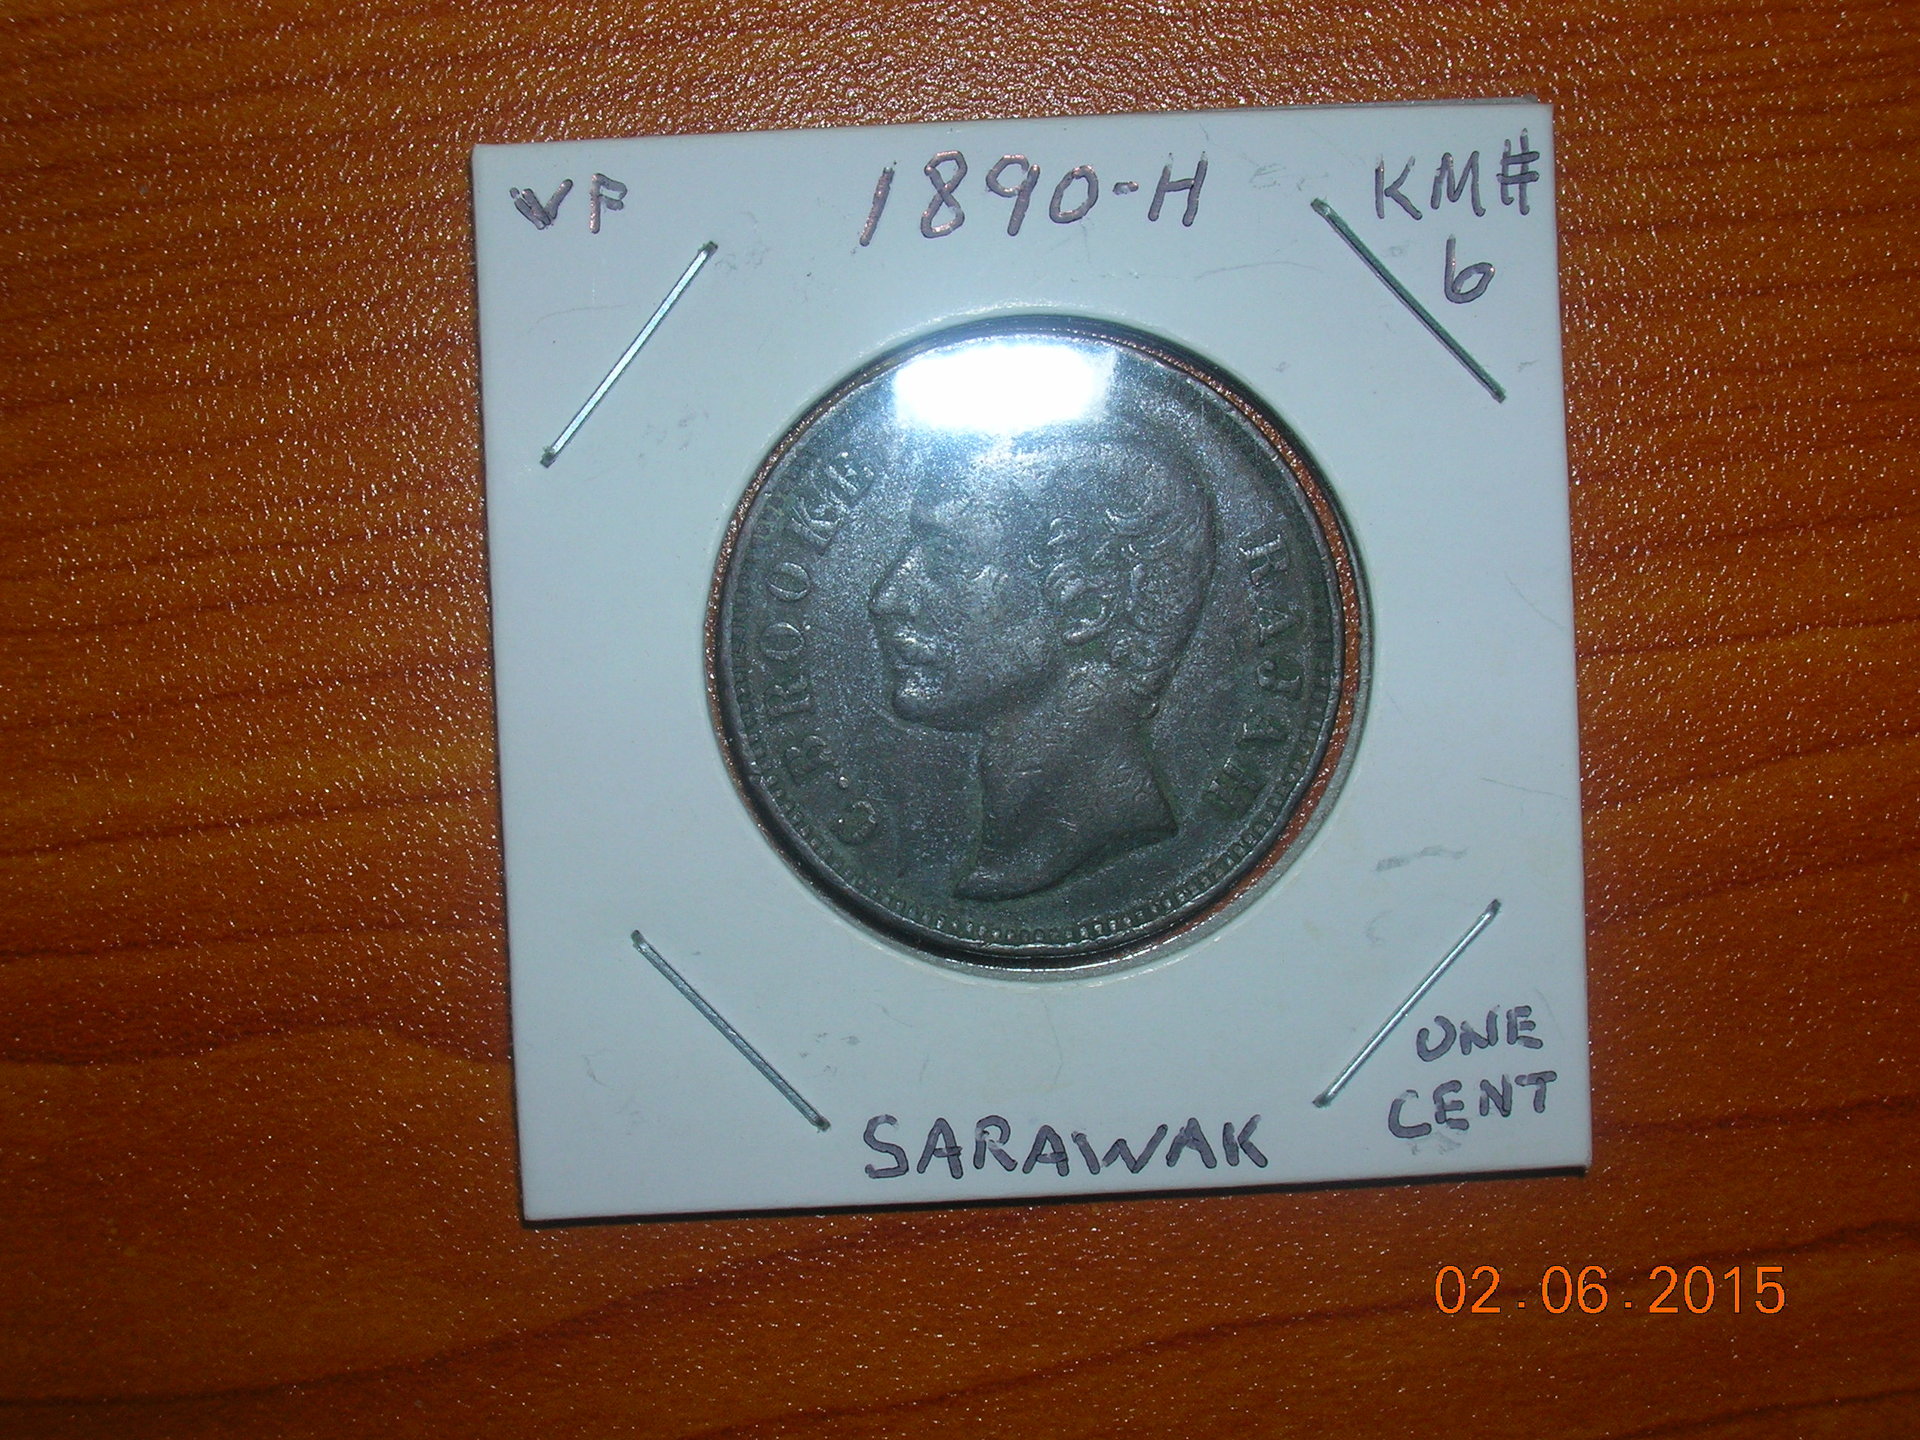 VF
1890-H
KM#
6
C. BROOKE RAJAH
SARAWAK
ONE
CENT
02.06.2015